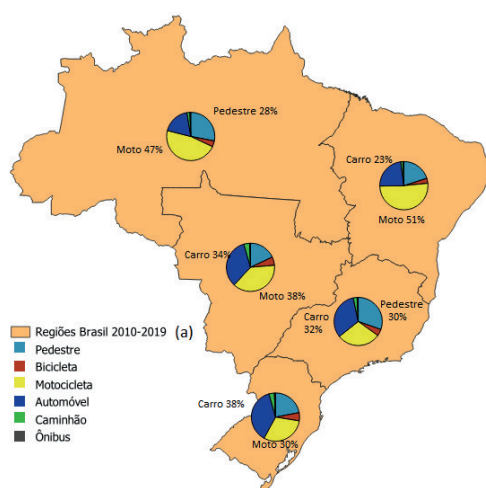 Pedestre 28%
Moto 47%
Carro 23%
Moto 51%
Carro 34%
Moto 38%
Pedestre
30%
Carro
32%
Carro 38%
Moto 30%
Regiões Brasil 2010-2019 (a)
Pedestre
Bicicleta
Motocicleta
Automóvel
Caminhão
Ônibus